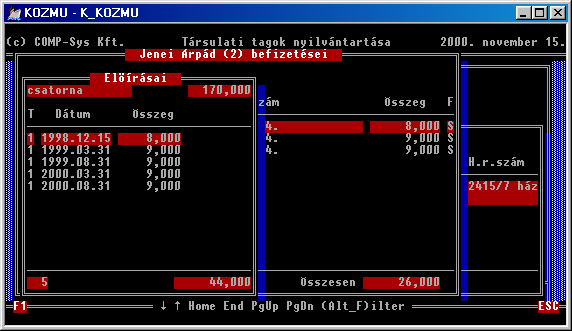 KOZMU - K_KOZMU
(c) COMP-Sys Kft. Társulati tagok nyilvántartása 2000. november 15.
Jenei Árpád (2) befizetései
Előírásai
csatorna 170,000
T Dátum Összeg
zám Összeg F
1 1998.12.15 8,000
1 1999.03.31 9,000
1 1999.08.31 9,000
1 2000.03.31 9,000
1 2000.08.31 9,000
4. 8,000 S
4. 9,000 S
4. 9,000 S
H.r.szám
2415/7 ház
5 44,000
Összesen 26,000
F1 ↓ ↑ Home End PgUp PgDn (Alt_F)ilter ESC